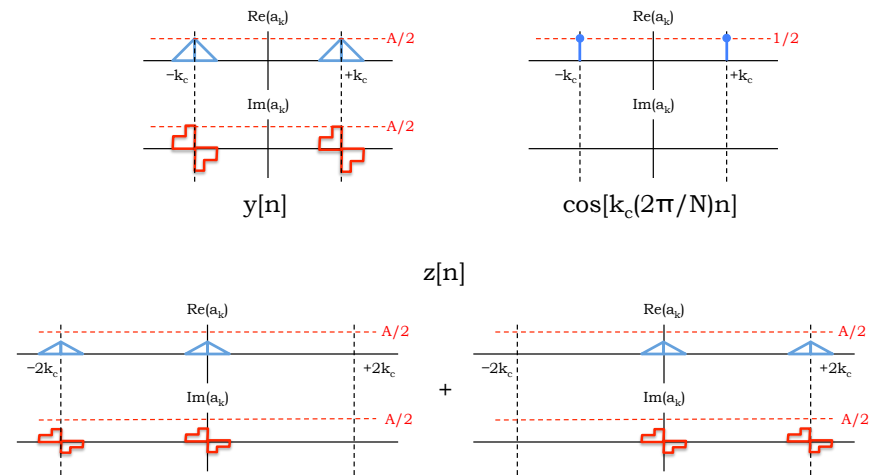 Re(a_k) Re(a_k)
A/2 1/2
−k_c +k_c −k_c +k_c
Im(a_k) Im(a_k)
A/2
y[n] cos[k_c(2π/N)n]
z[n]
Re(a_k) Re(a_k)
A/2 A/2
−2k_c +2k_c −2k_c +2k_c
+
Im(a_k) Im(a_k)
A/2 A/2